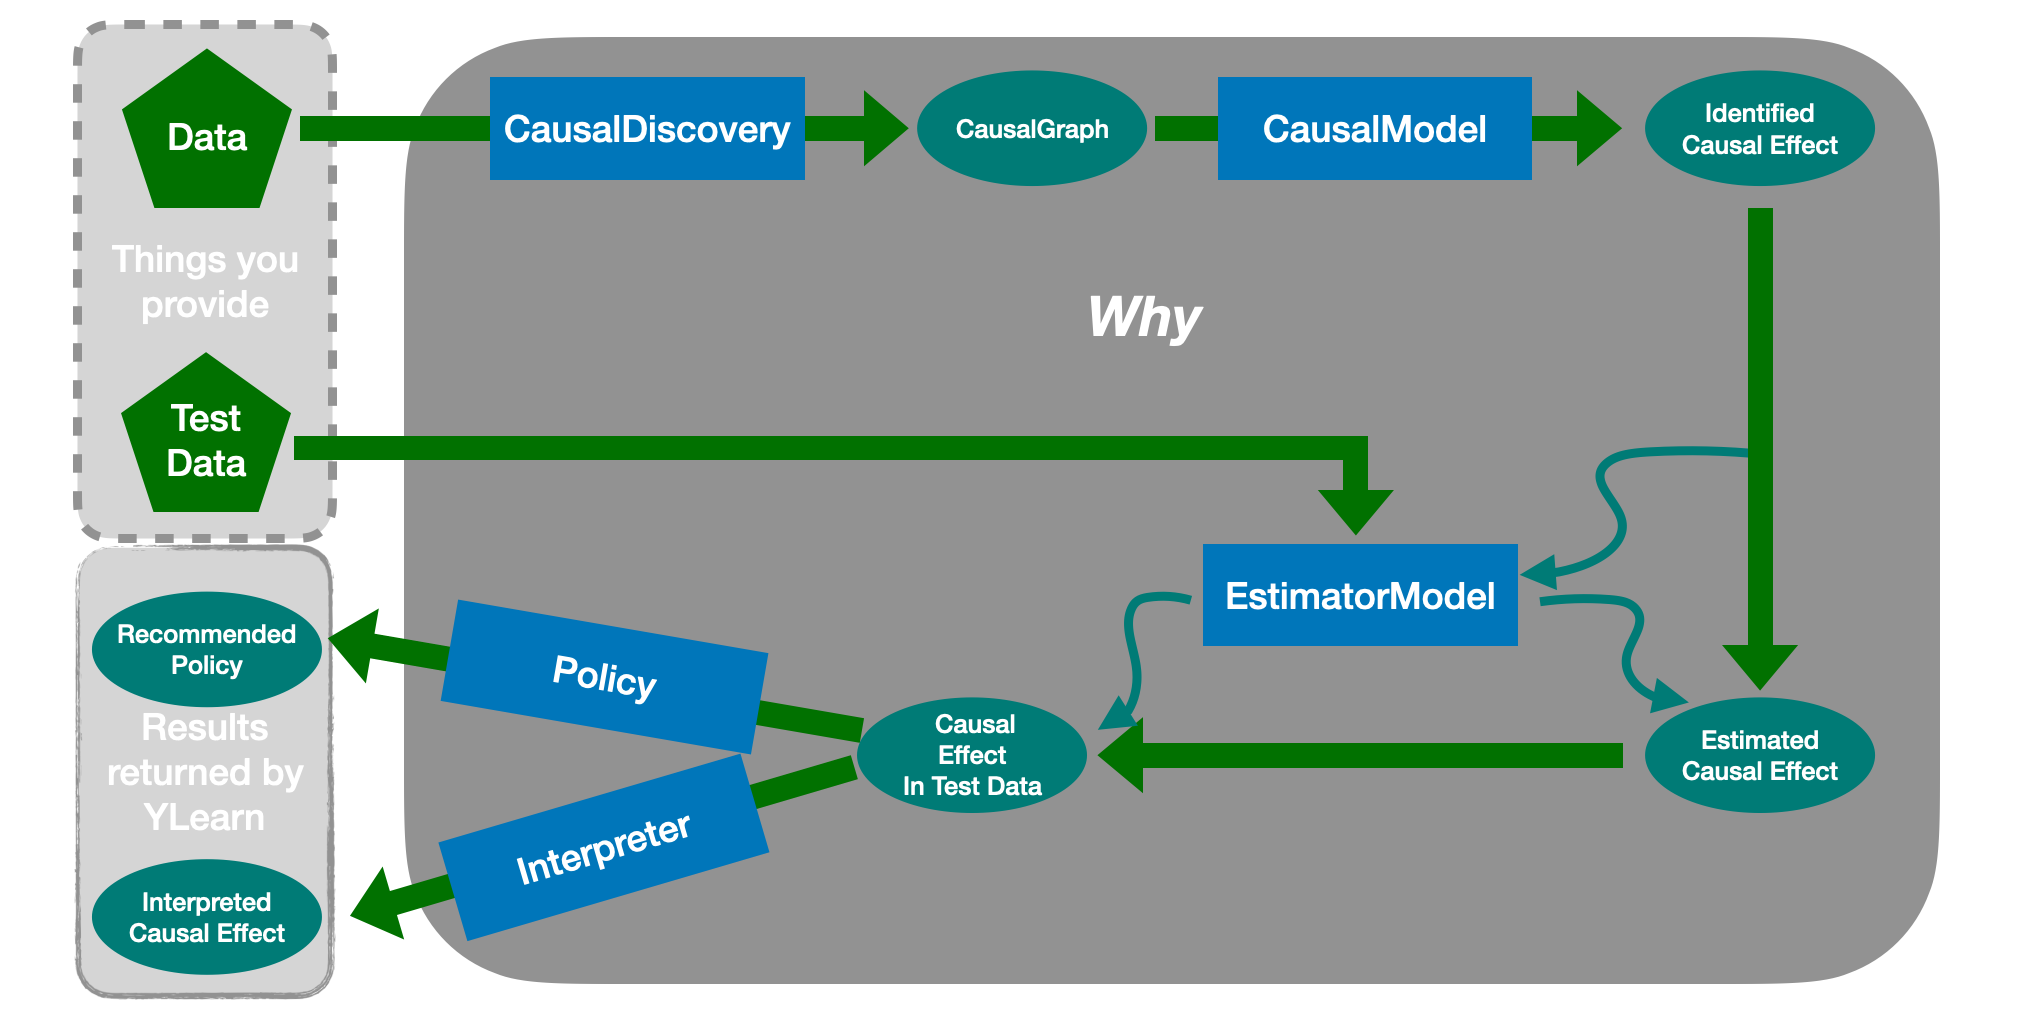 Data
Things you
provide
Test
Data
CausalDiscovery
CausalGraph
CausalModel
Identified
Causal Effect
Why
EstimatorModel
Estimated
Causal Effect
Causal
Effect
In Test Data
Policy
Interpreter
Recommended
Policy
Results
returned by
YLearn
Interpreted
Causal Effect